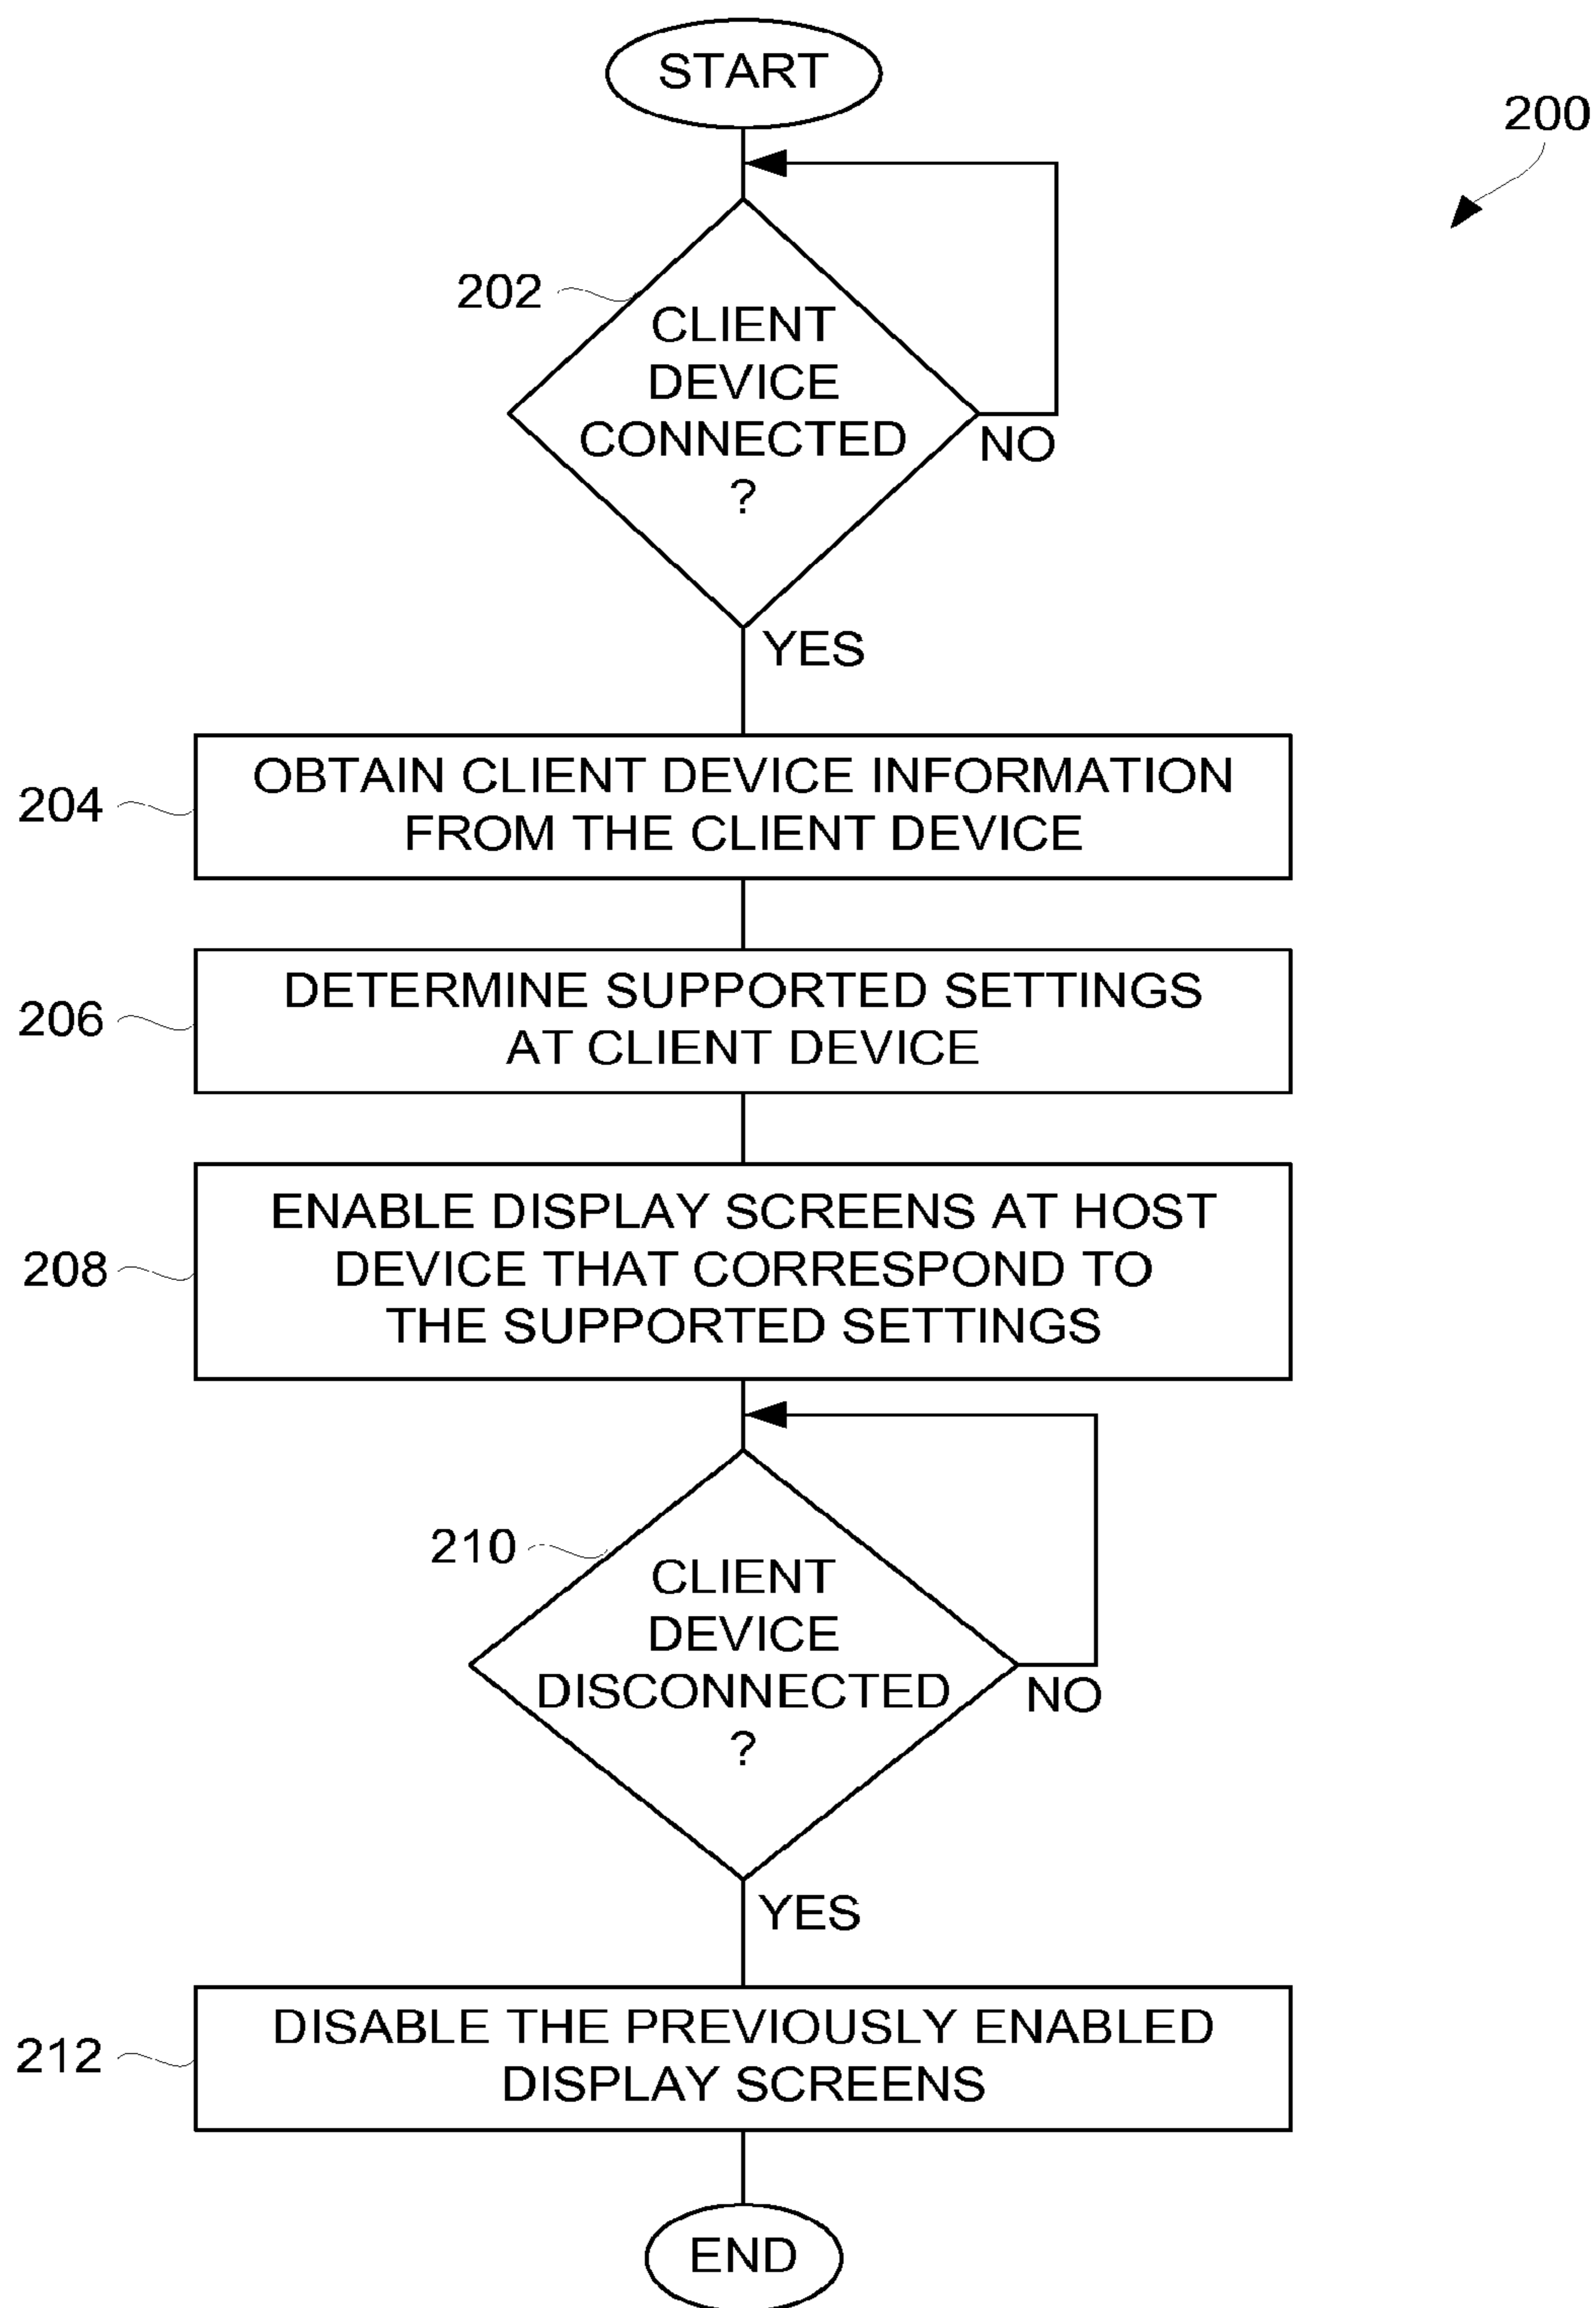 START
200
202
CLIENT
DEVICE
CONNECTED
?
NO
YES
204
OBTAIN CLIENT DEVICE INFORMATION
FROM THE CLIENT DEVICE
206
DETERMINE SUPPORTED SETTINGS
AT CLIENT DEVICE
208
ENABLE DISPLAY SCREENS AT HOST
DEVICE THAT CORRESPOND TO
THE SUPPORTED SETTINGS
210
CLIENT
DEVICE
DISCONNECTED
?
NO
YES
212
DISABLE THE PREVIOUSLY ENABLED
DISPLAY SCREENS
END